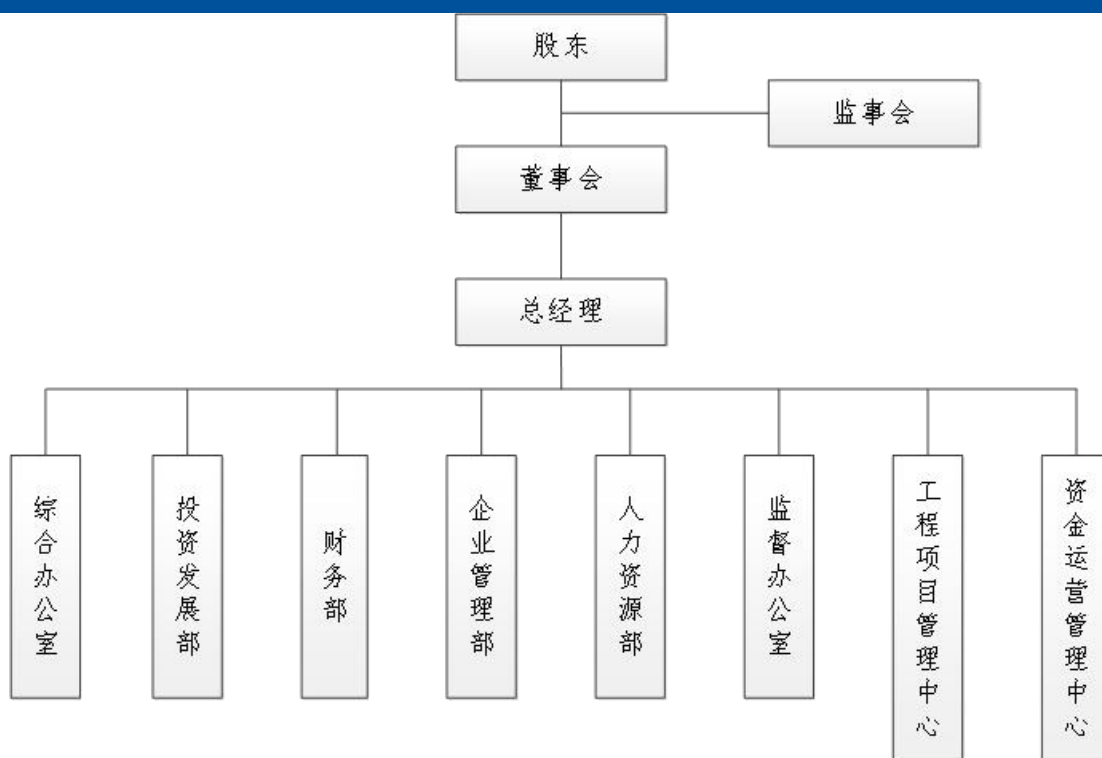 股东
监事会
董事会
总经理
综合办公室
投资发展部
财务部
企业管理部
人力资源部
监督办公室
工程项目管理中心
资金运营管理中心